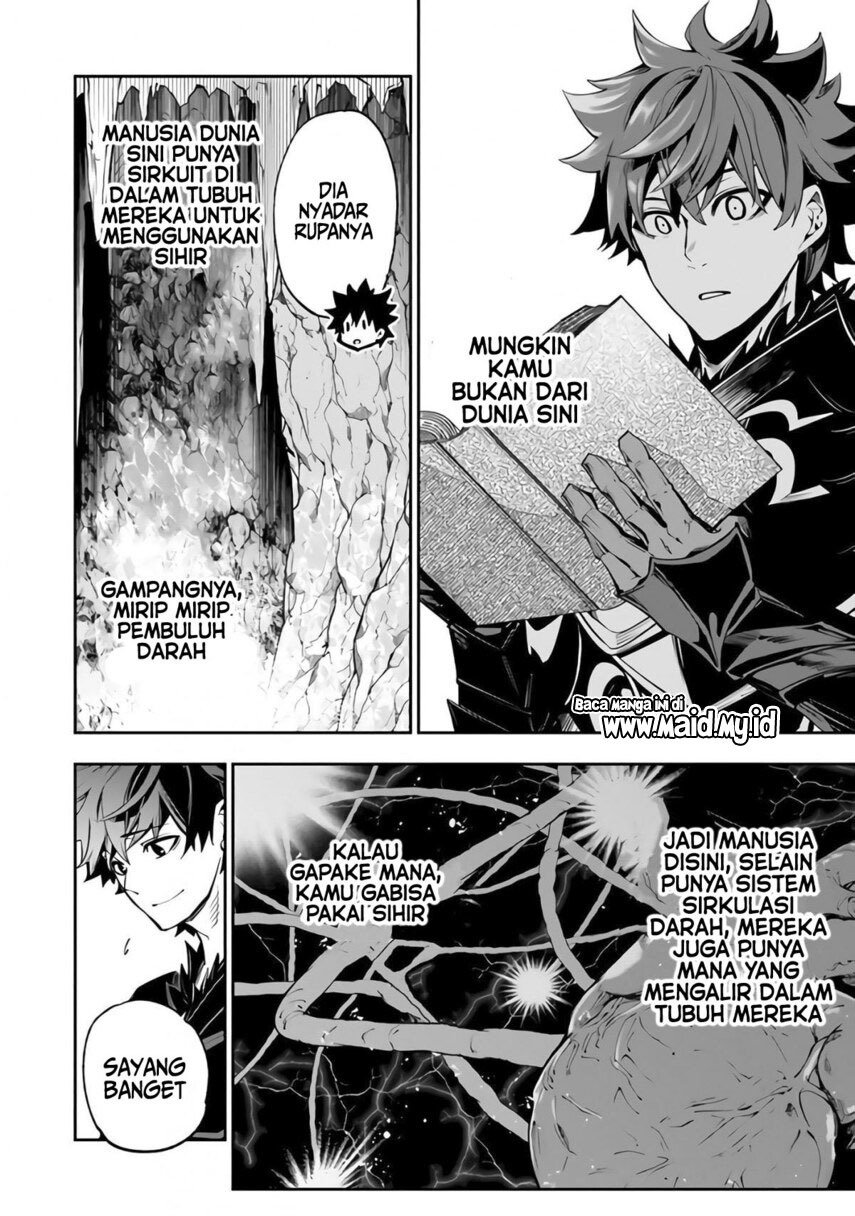 MUNGKIN
KAMU
BUKAN DARI
DUNIA SINI
DIA
NYADAR
RUPANYA
MANUSIA DUNIA
SINI PUNYA
SIRKUIT DI
DALAM TUBUH
MEREKA UNTUK
MENGGUNAKAN
SIHIR
GAMPANGNYA,
MIRIP MIRIP
PEMBULUH
DARAH
Baca Manga ini di
www.Maid.My.id
JADI MANUSIA
DISINI, SELAIN
PUNYA SISTEM
SIRKULASI
DARAH, MEREKA
JUGA PUNYA
MANA YANG
MENGALIR DALAM
TUBUH MEREKA
KALAU
GAPAKE MANA,
KAMU GABISA
PAKAI SIHIR
SAYANG
BANGET